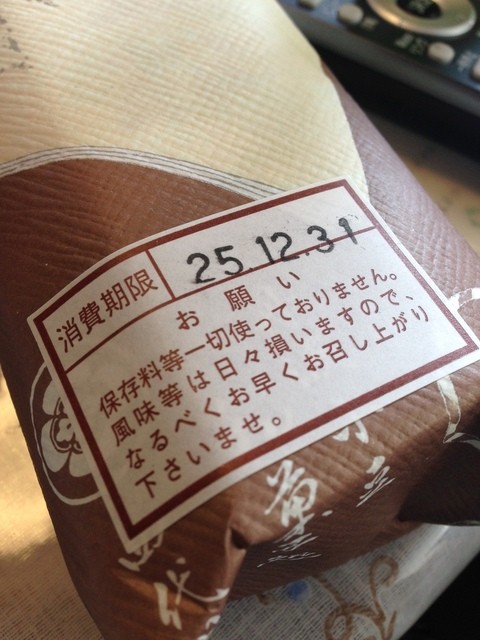 消費期限 25.12.31
お願い
保存料等一切使っておりません。
風味等は日々損いますので、
なるべくお早くお召し上がり
下さいませ。